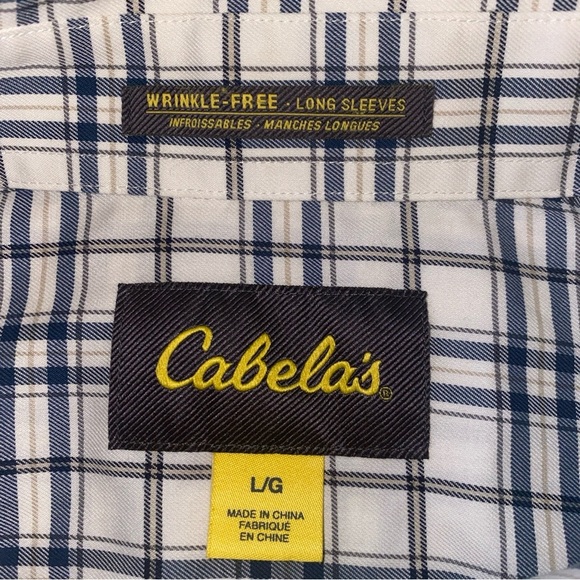 WRINKLE-FREE - LONG SLEEVES
INFROISSABLES - MANCHES LONGUES
Cabela's ®
L/G
MADE IN CHINA
FABRIQUÉ
EN CHINE